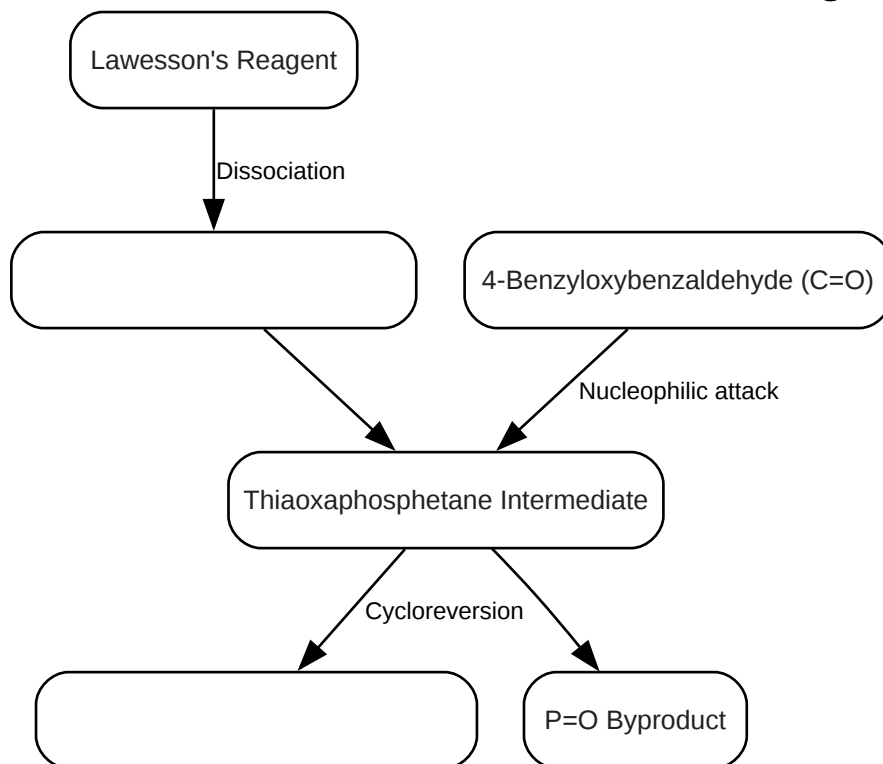 Lawesson's Reagent
Dissociation
4-Benzyloxybenzaldehyde (C=O)
Nucleophilic attack
Thiaoxaphosphetane Intermediate
Cycloreversion
P=O Byproduct